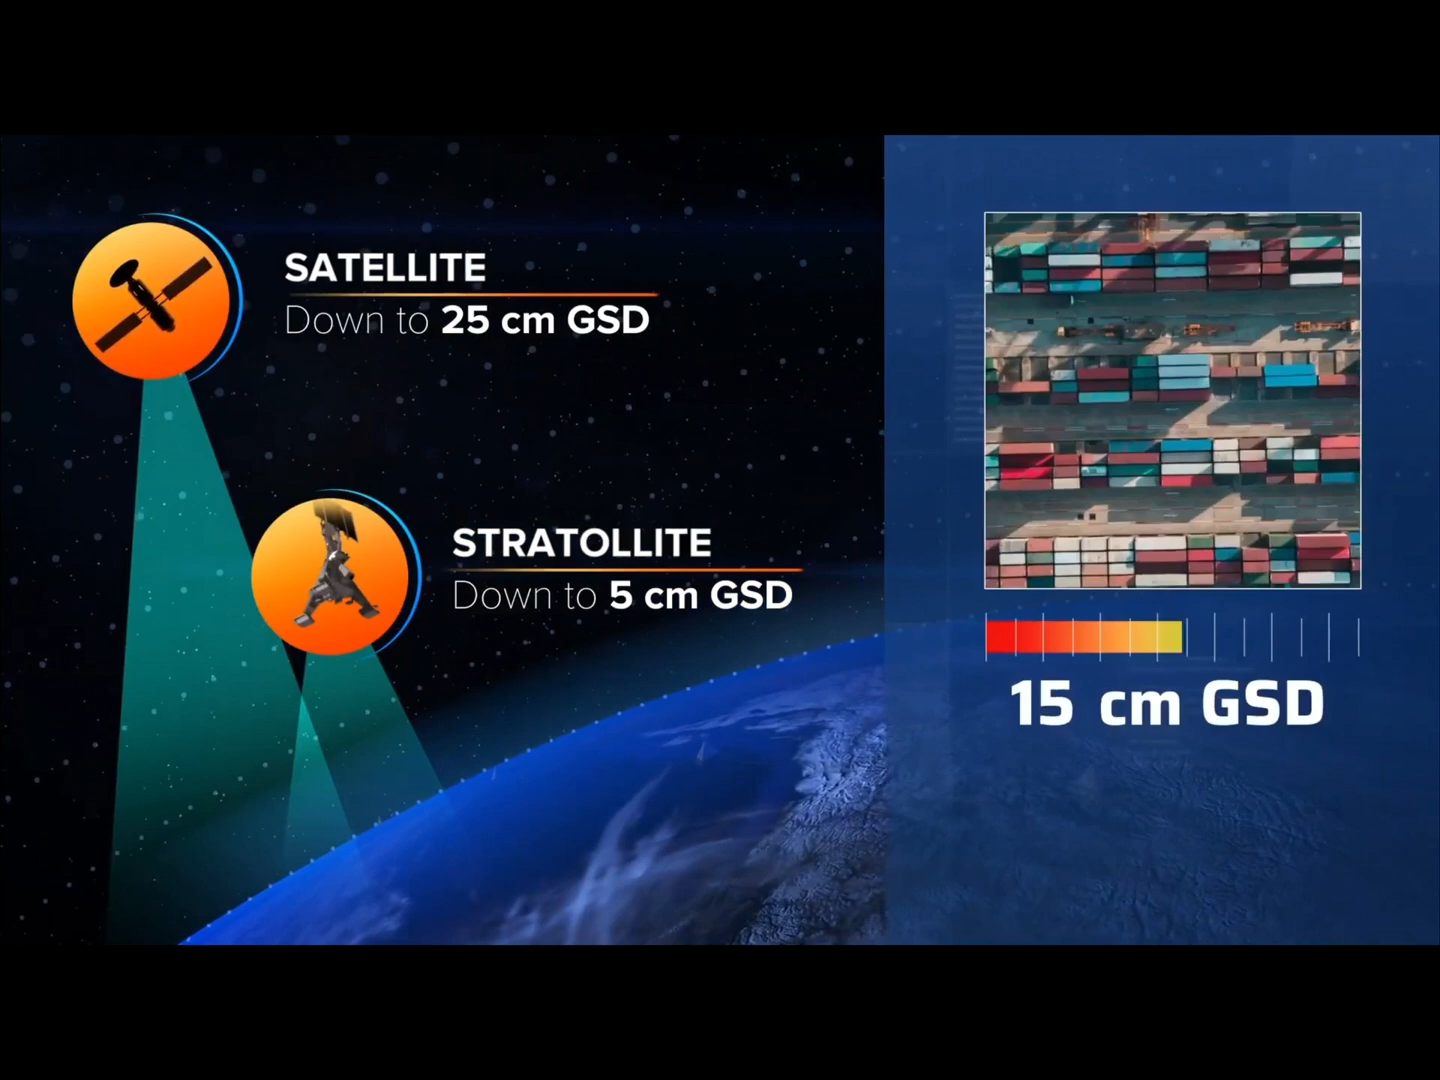 SATELLITE
Down to 25 cm GSD
STRATOLLITE
Down to 5 cm GSD
15 cm GSD